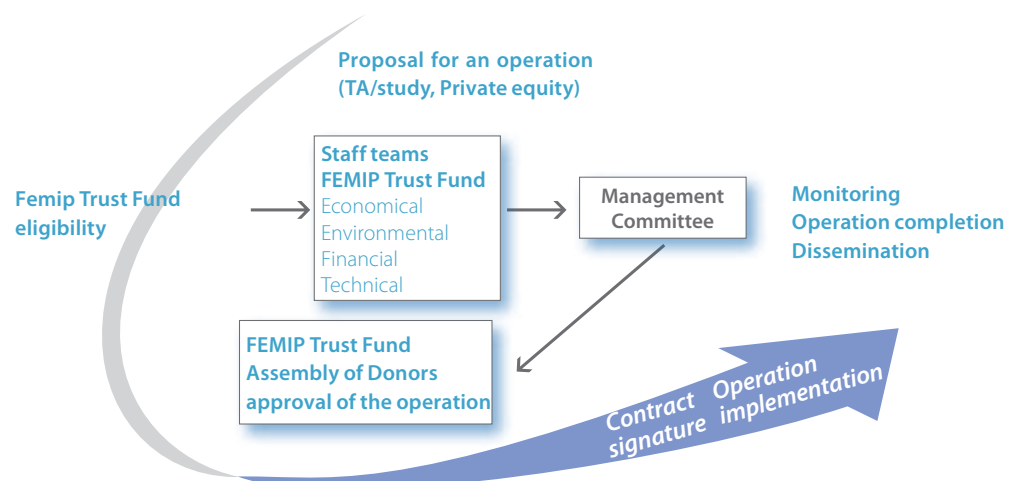 Proposal for an operation
(TA/study, Private equity)
Femip Trust Fund
eligibility
Staff teams
FEMIP Trust Fund
Economical
Environmental
Financial
Technical
Management
Committee
Monitoring
Operation completion
Dissemination
FEMIP Trust Fund
Assembly of Donors
approval of the operation
Contract
signature
Operation
implementation